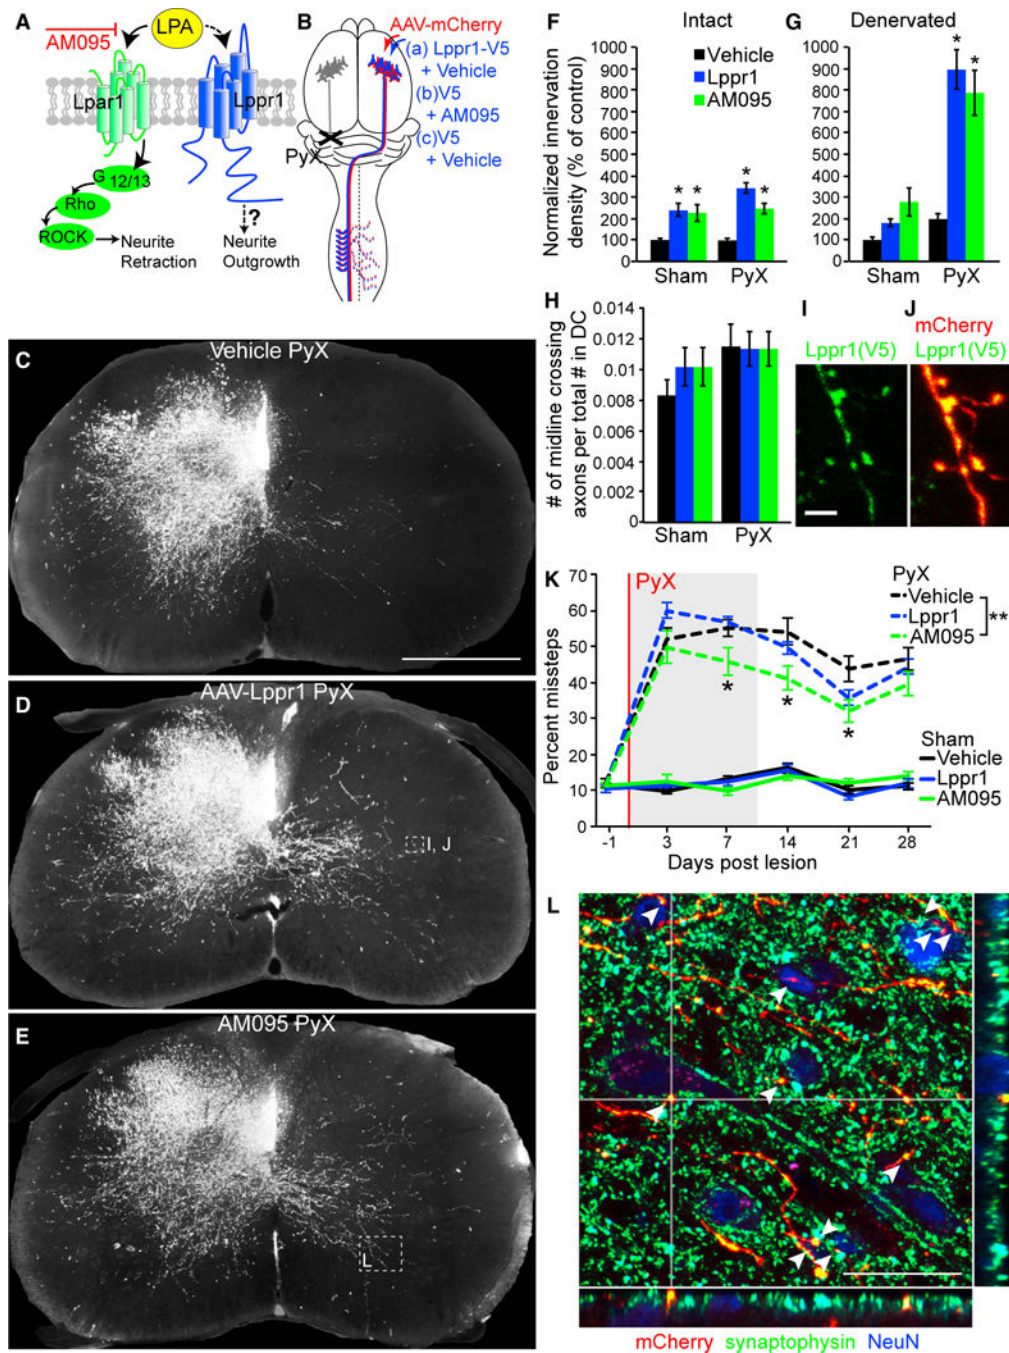 A
LPA
AM095
Lpar1
Lppr1
G 12/13
Rho
ROCK
Neurite
Retraction
?
Neurite
Outgrowth
B
AAV-mCherry
(a) Lppr1-V5
+ Vehicle
(b)V5
+ AM095
(c)V5
+ Vehicle
PyX
F
Intact
Normalized innervation
density (% of control)
1000
900
800
700
600
500
400
300
200
100
0
Vehicle
Lppr1
AM095
* *
* *
Sham
PyX
G
Denervated
1000
900
800
700
600
500
400
300
200
100
0
* *
Sham
PyX
H
# of midline crossing
axons per total # in DC
0.014
0.012
0.01
0.008
0.006
0.004
0.002
0
Sham
PyX
I
Lppr1(V5)
J
mCherry
Lppr1(V5)
C
Vehicle PyX
D
AAV-Lppr1 PyX
I, J
E
AM095 PyX
L
K
PyX
Percent missteps
70
60
50
40
30
20
10
0
* * *
-1 3 7 14 21 28
Days post lesion
PyX
Vehicle
Lppr1
AM095
**
Sham
Vehicle
Lppr1
AM095
L
mCherry synaptophysin NeuN